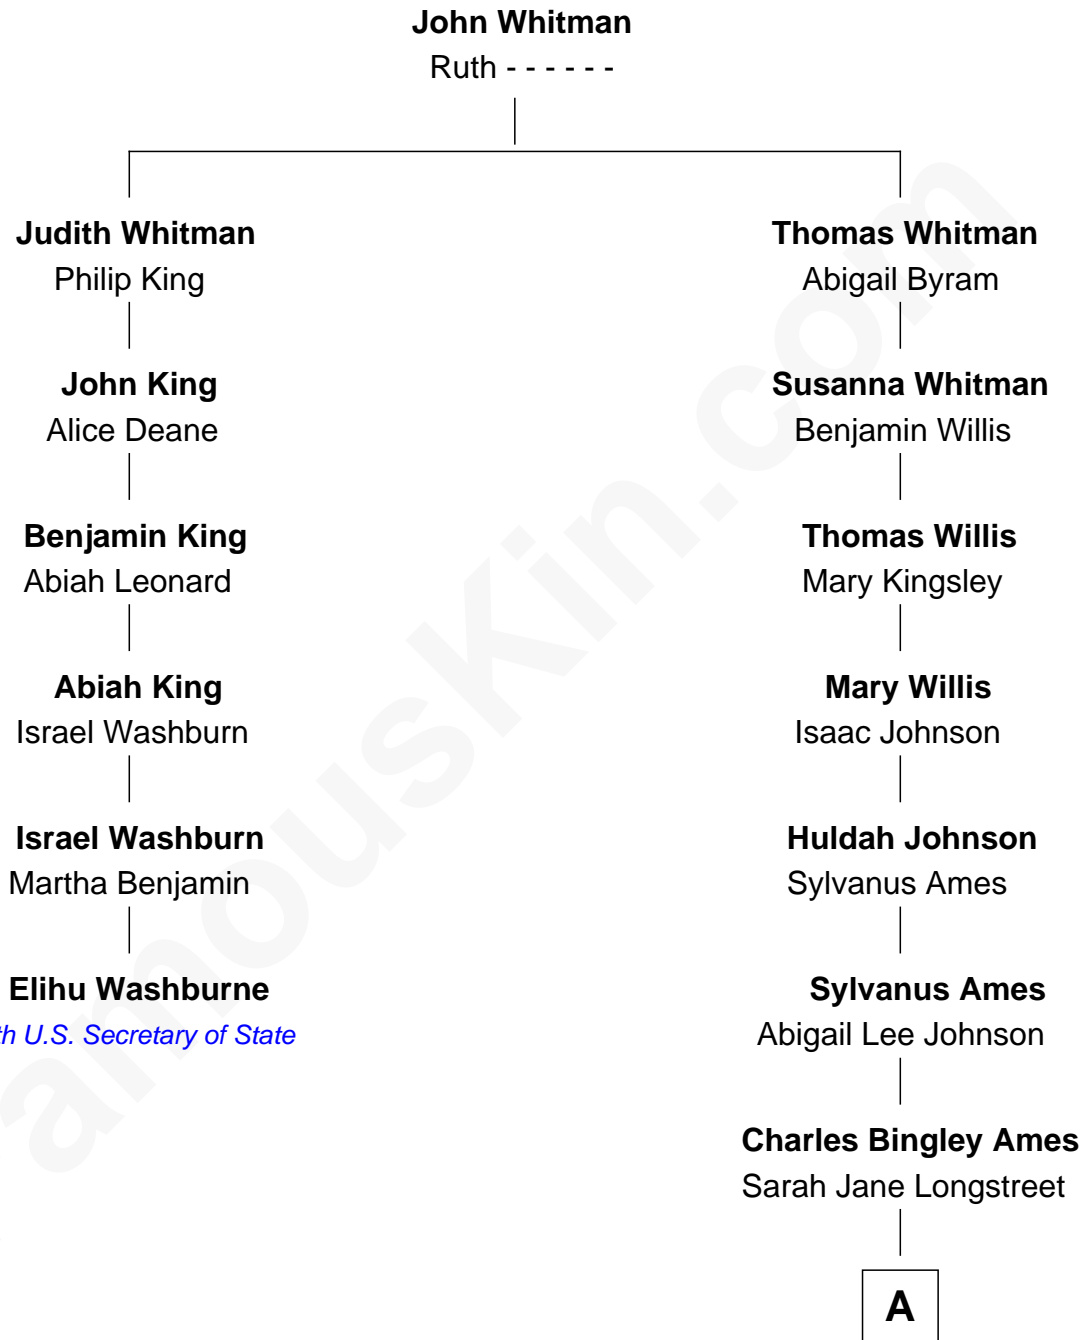 John Whitman
Ruth - - - - - -
Judith Whitman
Philip King
Thomas Whitman
Abigail Byram
John King
Alice Deane
Susanna Whitman
Benjamin Willis
Benjamin King
Abiah Leonard
Thomas Willis
Mary Kingsley
Abiah King
Israel Washburn
Mary Willis
Isaac Johnson
Israel Washburn
Martha Benjamin
Huldah Johnson
Sylvanus Ames
Elihu Washburne
th U.S. Secretary of State
Sylvanus Ames
Abigail Lee Johnson
Charles Bingley Ames
Sarah Jane Longstreet
A
amouskin.com